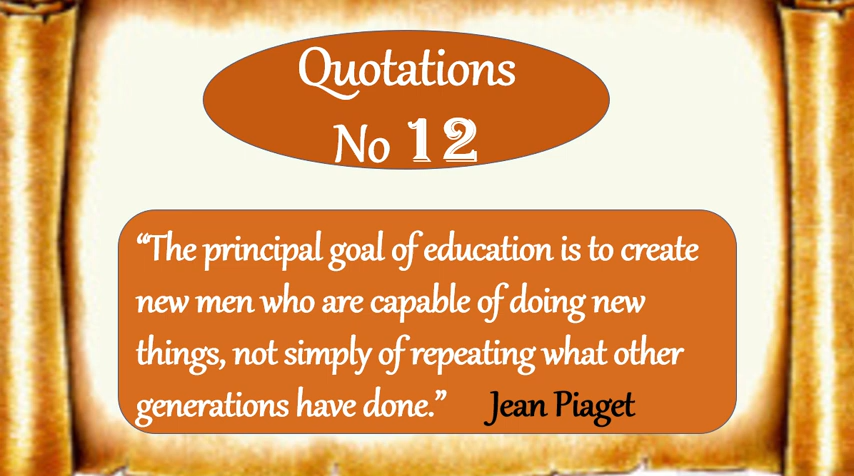 Quotations
No 12
“The principal goal of education is to create
new men who are capable of doing new
things, not simply of repeating what other
generations have done.” Jean Piaget